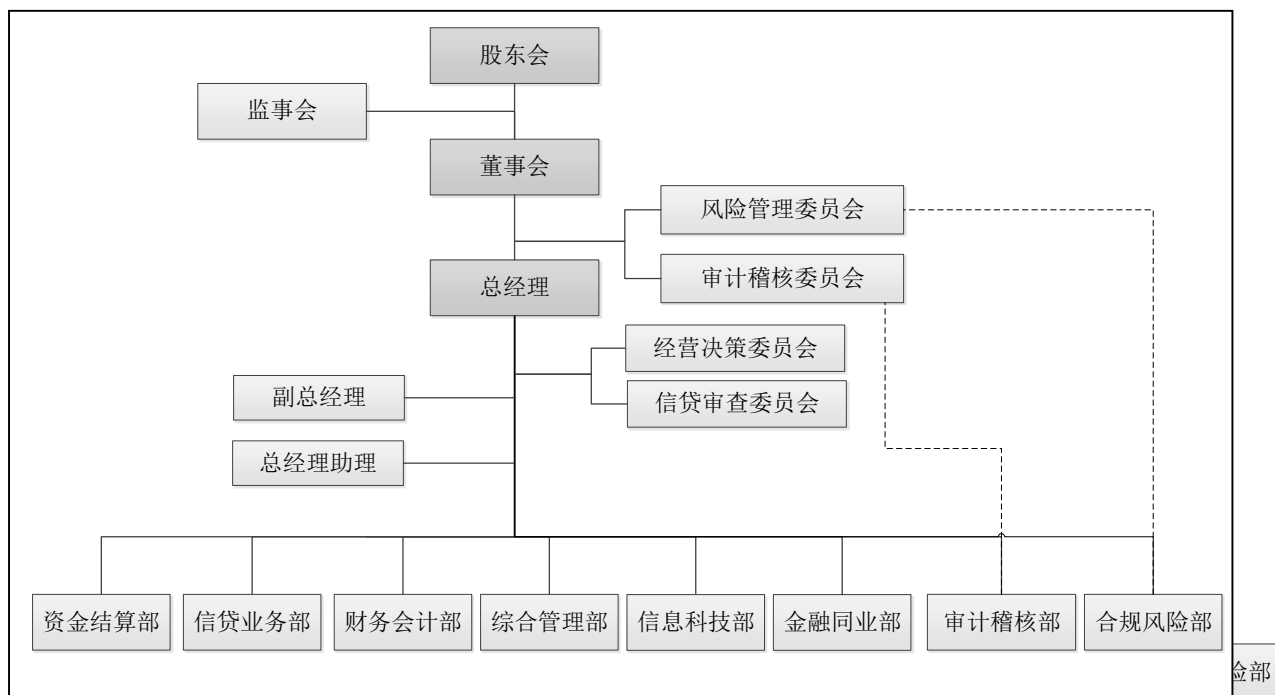 股东会
监事会
董事会
风险管理委员会
总经理
审计稽核委员会
经营决策委员会
副总经理
信贷审查委员会
总经理助理
资金结算部
信贷业务部
财务会计部
综合管理部
信息科技部
金融同业部
审计稽核部
合规风险部
险部